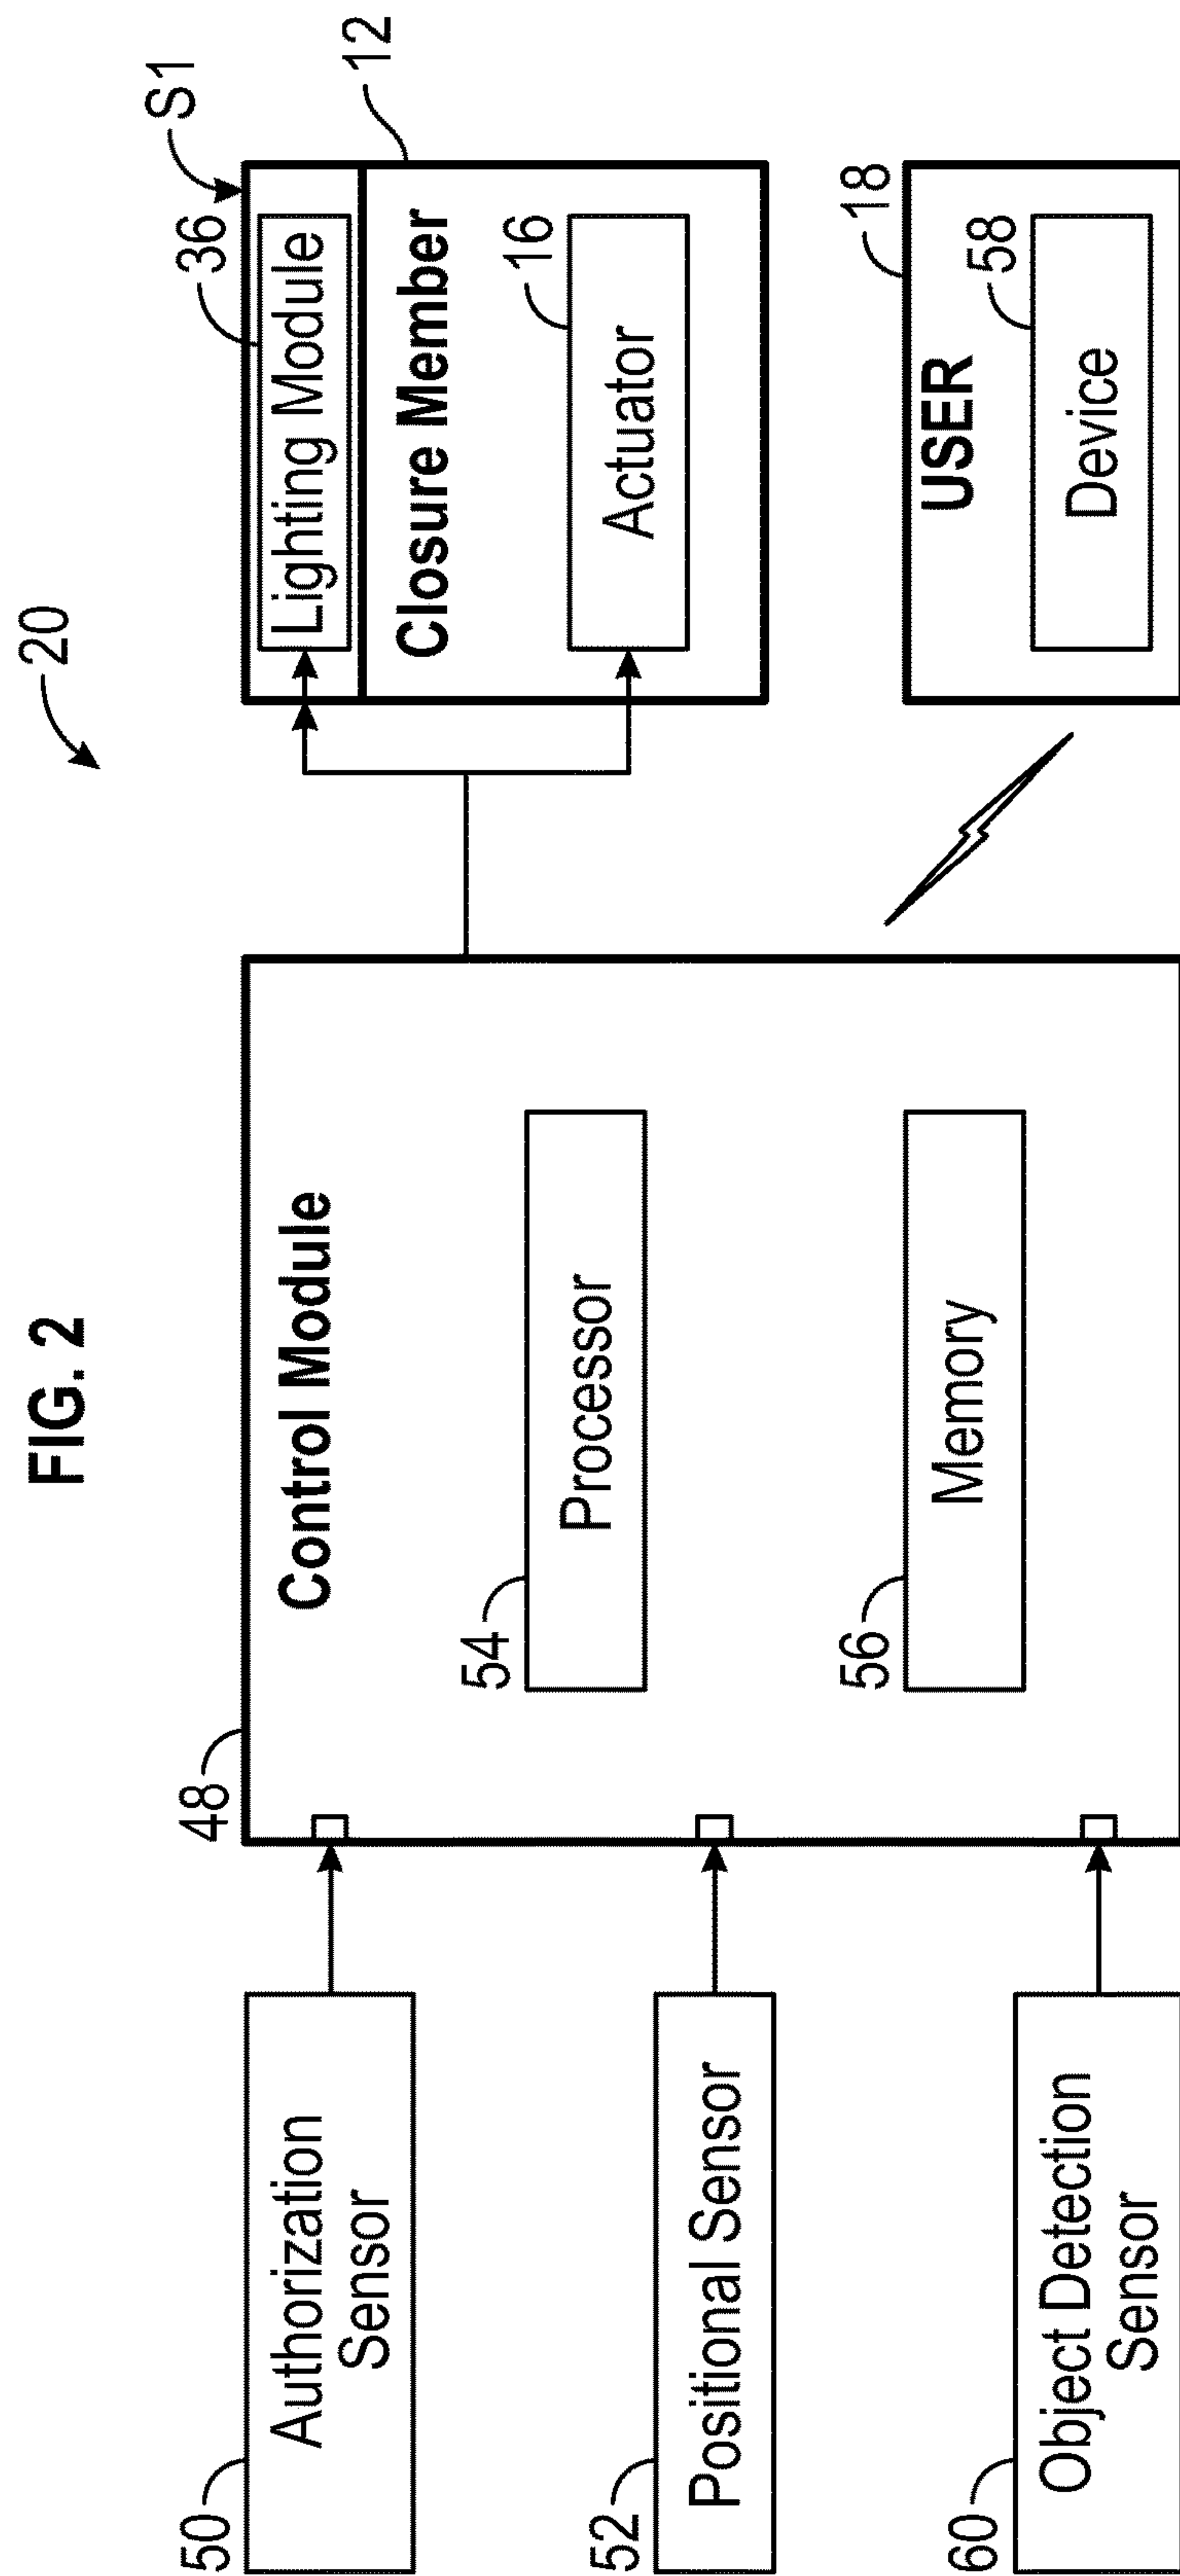 FIG. 2
20
50
Authorization
Sensor
52
Positional Sensor
60
Object Detection
Sensor
48
Control Module
54
Processor
56
Memory
S1
36
Lighting Module
12
Closure Member
16
Actuator
18
USER
58
Device